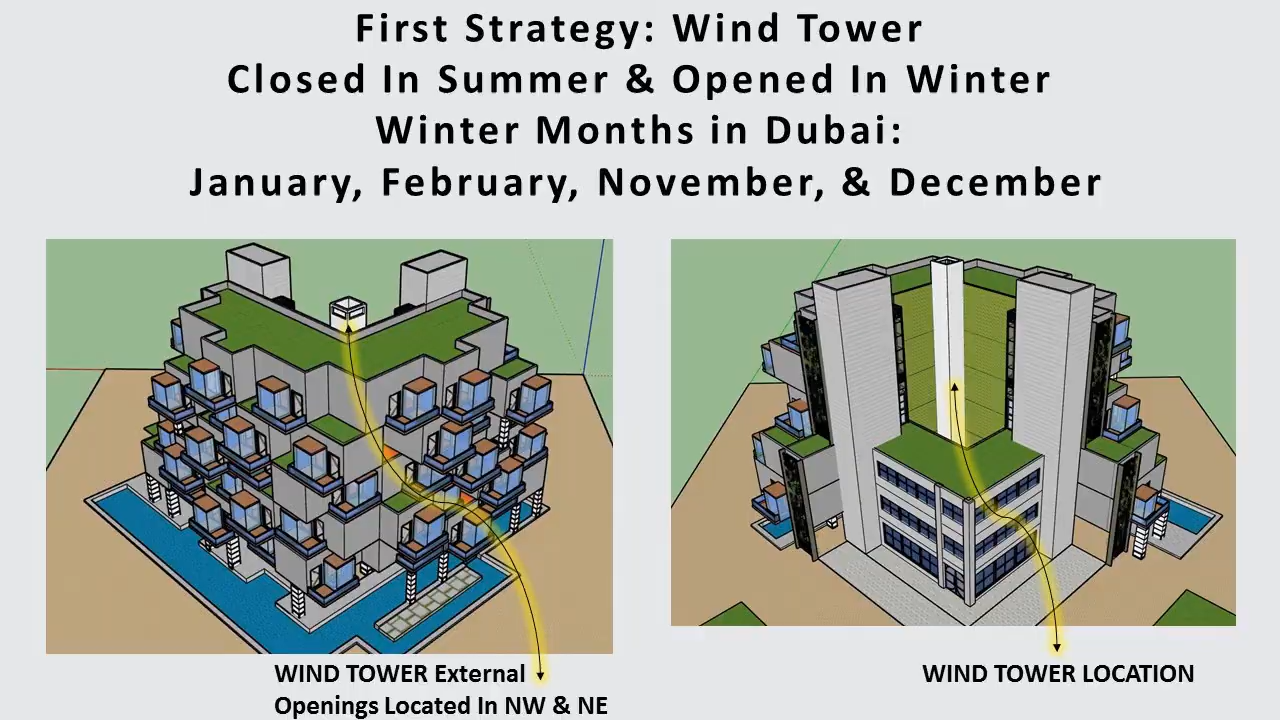 First Strategy: Wind Tower
Closed In Summer & Opened In Winter
Winter Months in Dubai:
January, February, November, & December
WIND TOWER External
Openings Located In NW & NE
WIND TOWER LOCATION